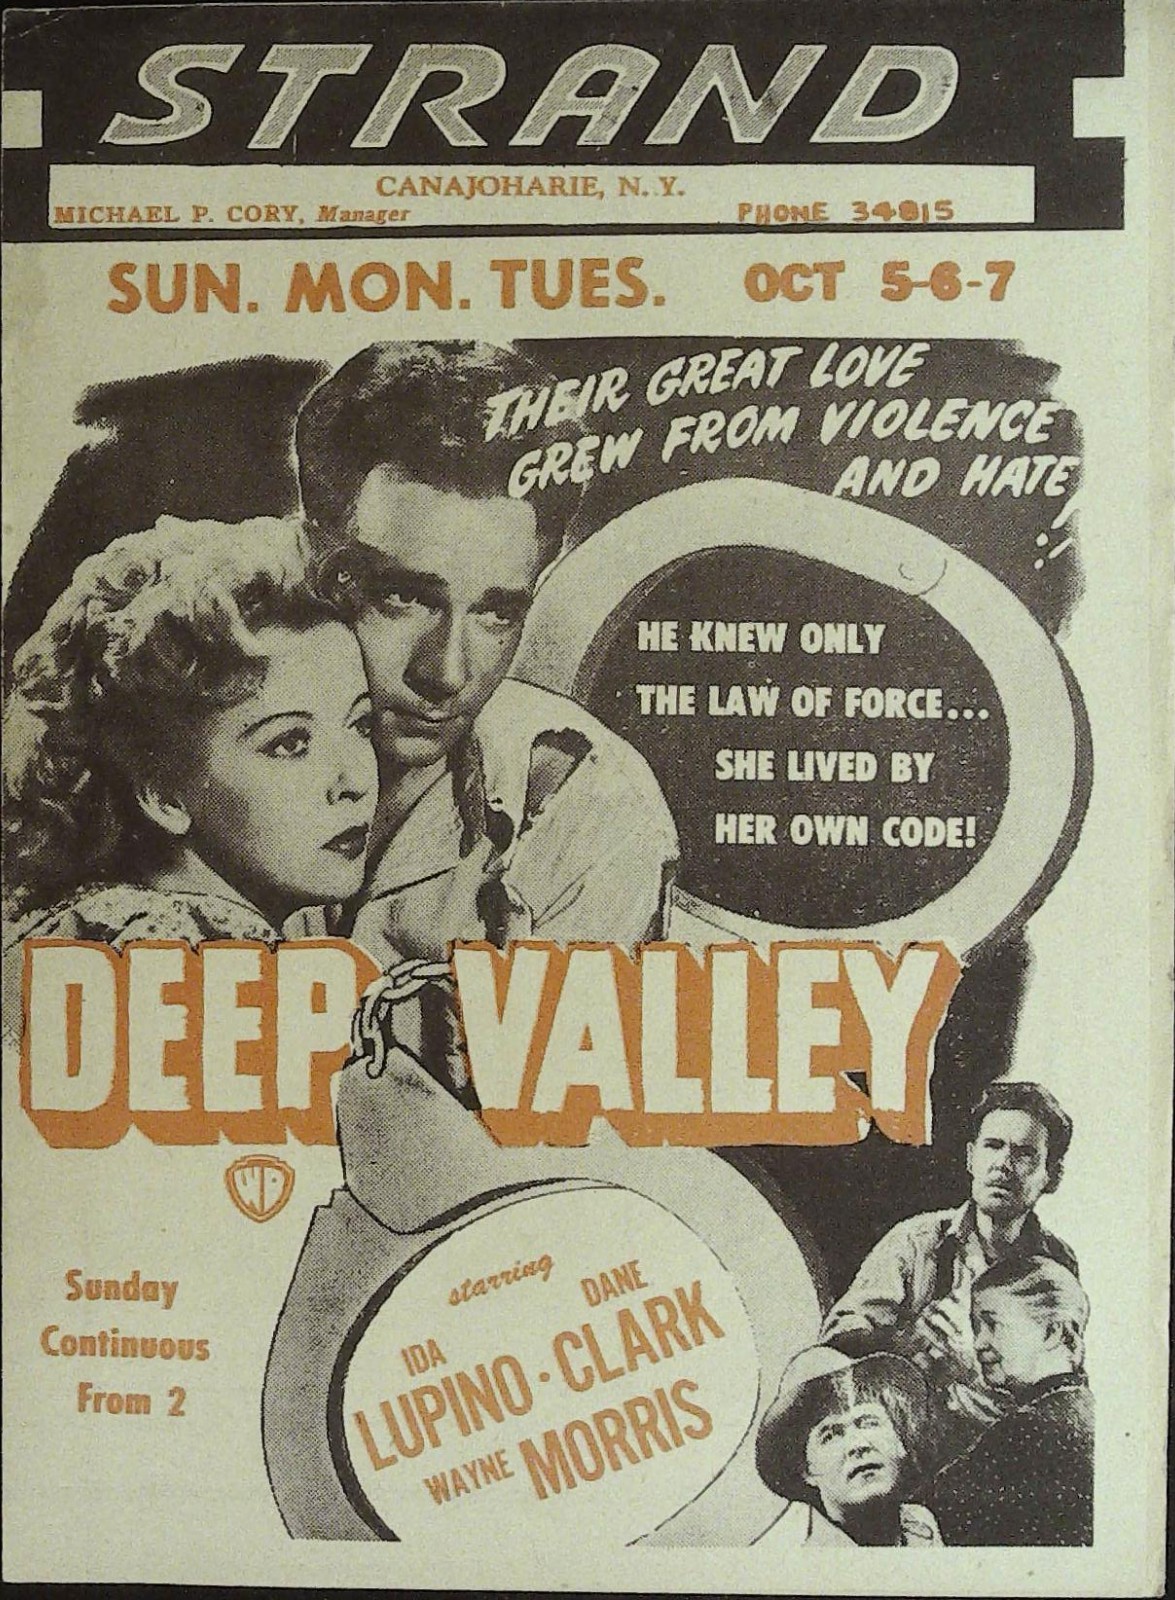 STRAND
CANAJOHARIE, N. Y.
MICHAEL P. CORY, Manager PHONE 34815
SUN. MON. TUES. OCT 5-6-7
THEIR GREAT LOVE
GREW FROM VIOLENCE
AND HATE!!
HE KNEW ONLY
THE LAW OF FORCE...
SHE LIVED BY
HER OWN CODE!
DEEP VALLEY
WB
Sunday
Continuous
From 2
starring
IDA LUPINO · DANE CLARK
WAYNE MORRIS